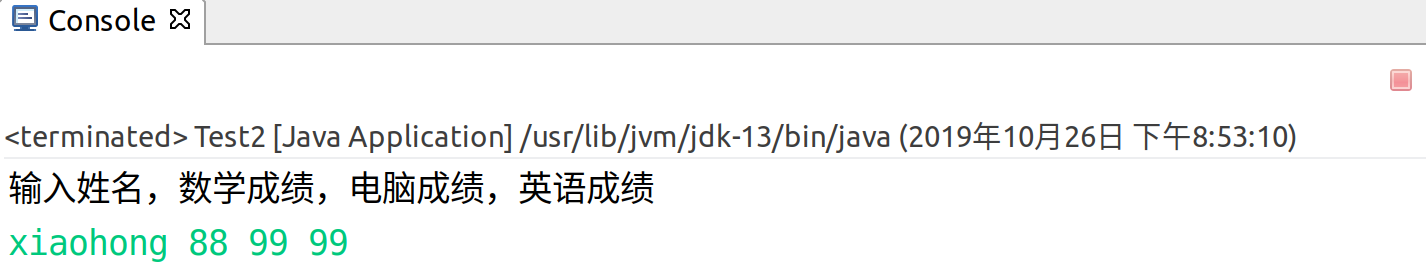 Console
<terminated> Test2 [Java Application] /usr/lib/jvm/jdk-13/bin/java (2019年10月26日 下午8:53:10)
输入姓名，数学成绩，电脑成绩，英语成绩
xiaohong 88 99 99